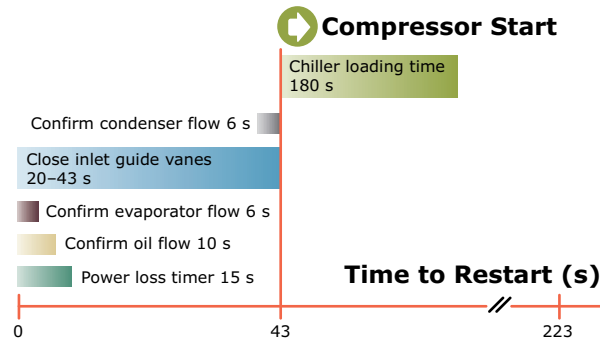 Compressor Start
Chiller loading time
180 s
Confirm condenser flow 6 s
Close inlet guide vanes
20–43 s
Confirm evaporator flow 6 s
Confirm oil flow 10 s
Power loss timer 15 s
Time to Restart (s)
0
43
223